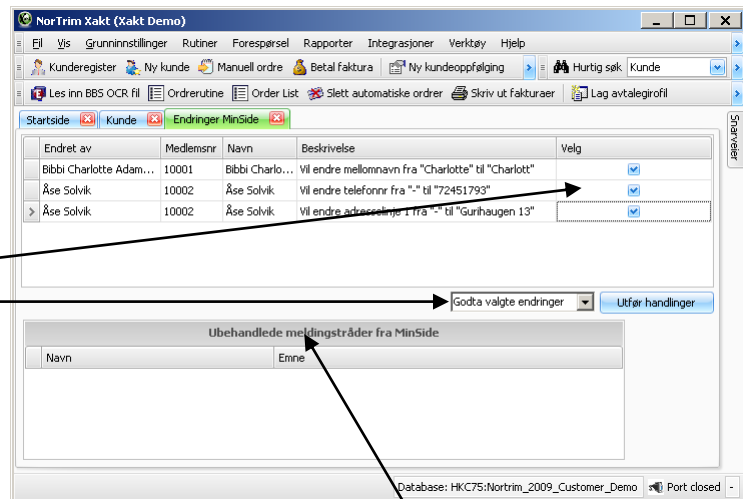 NorTrim Xakt (Xakt Demo)
Fil Vis Grunninnstillinger Rutiner Forespørsel Rapporter Integrasjoner Verktøy Hjelp
Kunderegister Ny kunde Manuell ordre Betal faktura Ny kundeoppfølging Hurtig søk Kunde
Les inn BBS OCR fil Ordrerutine Order List Slett automatiske ordrer Skriv ut fakturaer Lag avtalegirofil
Startside Kunde Endringer MinSide
Snarveier
Endret av Medlemsnr Navn Beskrivelse Velg
Bibbi Charlotte Adam... 10001 Bibbi Charlo... Vil endre mellomnavn fra "Charlotte" til "Charlott"
Åse Solvik 10002 Åse Solvik Vil endre telefonnr fra "-" til "72451793"
Åse Solvik 10002 Åse Solvik Vil endre adresselinje 1 fra "-" til "Gurihaugen 13"
Godta valgte endringer Utfør handlinger
Ubehandlede meldingstråder fra MinSide
Navn Emne
Database: HKC75:Nortrim_2009_Customer_Demo Port closed -